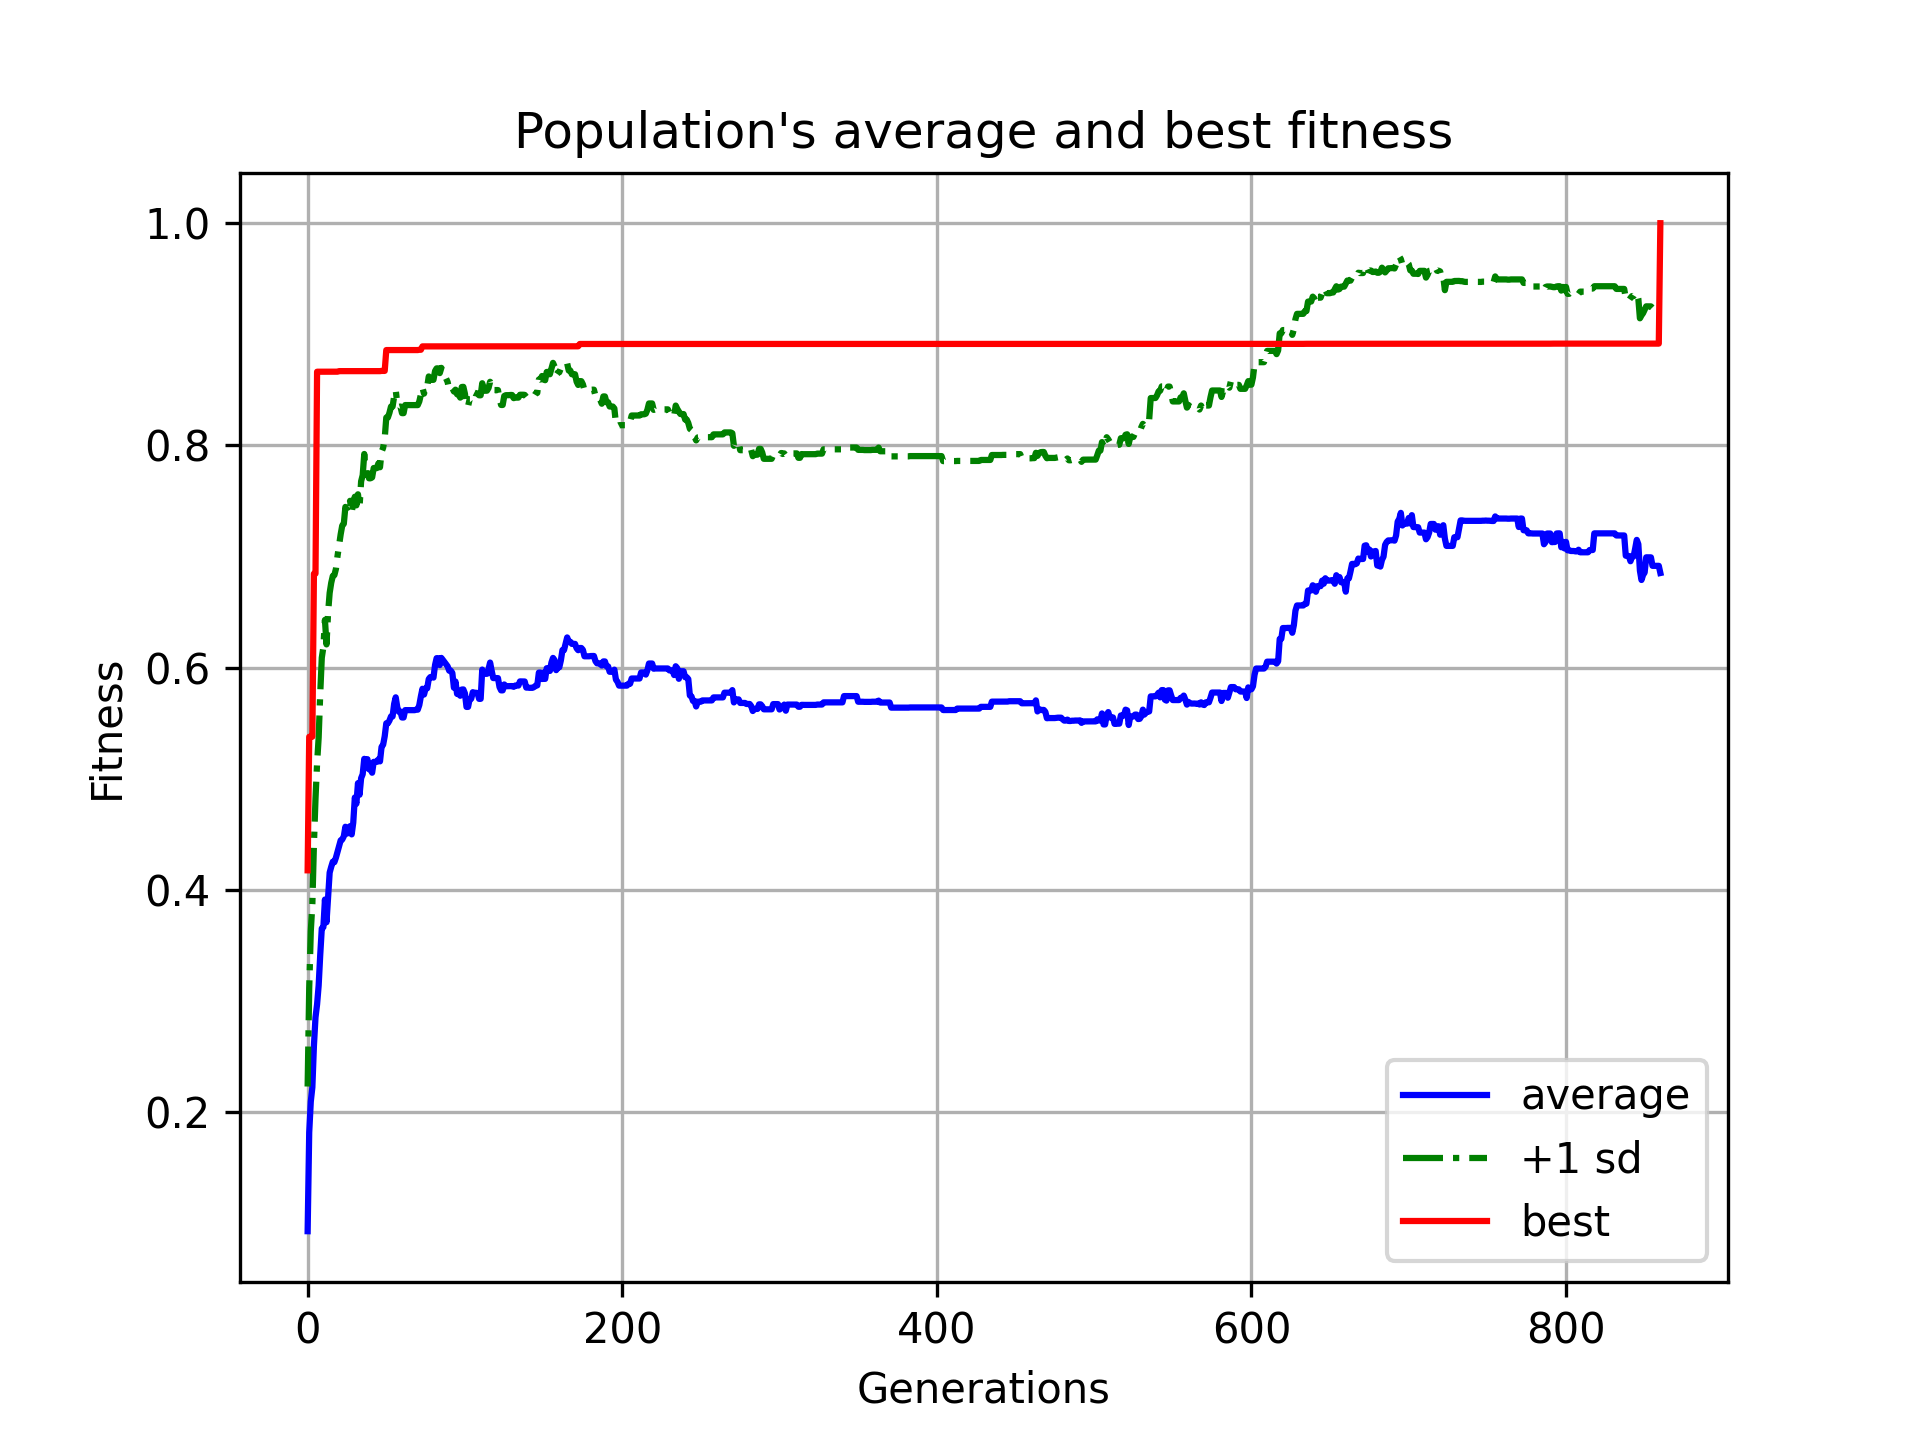 Population's average and best fitness
1.0
0.8
0.6
0.4
0.2
Fitness
0 200 400 600 800
Generations
average
+1 sd
best